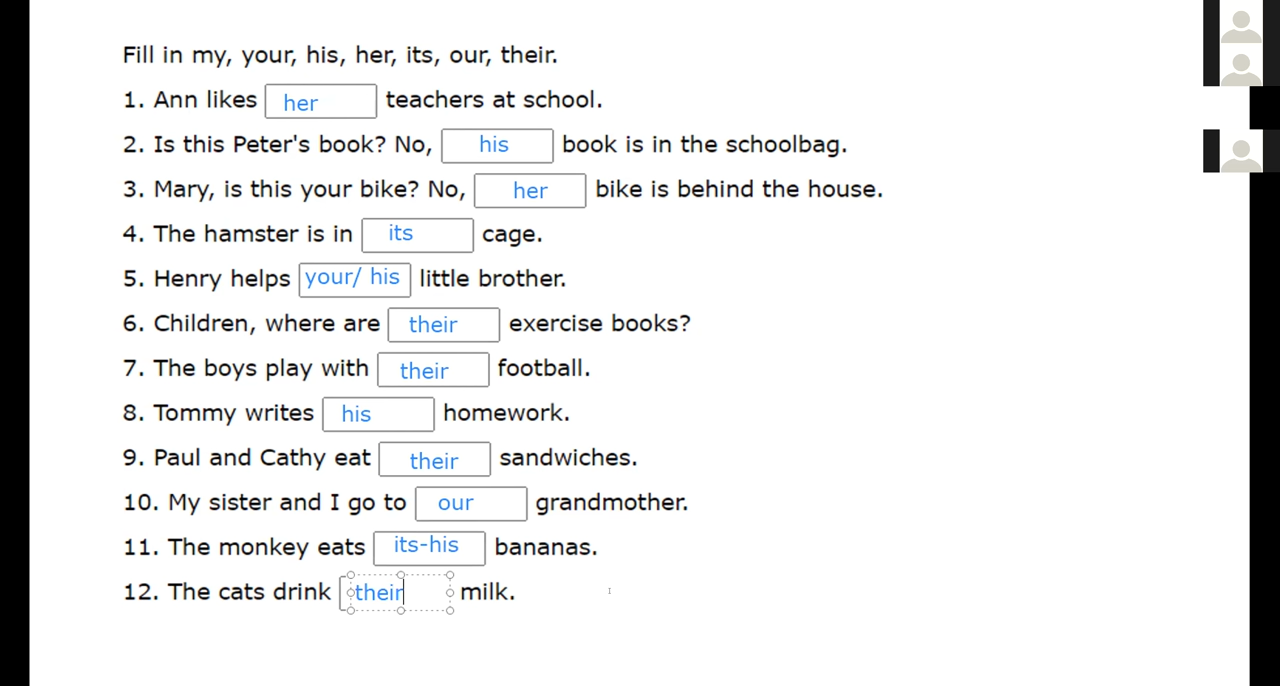 Fill in my, your, his, her, its, our, their.
1. Ann likes her teachers at school.
2. Is this Peter's book? No, his book is in the schoolbag.
3. Mary, is this your bike? No, her bike is behind the house.
4. The hamster is in its cage.
5. Henry helps your/ his little brother.
6. Children, where are their exercise books?
7. The boys play with their football.
8. Tommy writes his homework.
9. Paul and Cathy eat their sandwiches.
10. My sister and I go to our grandmother.
11. The monkey eats its-his bananas.
12. The cats drink their milk.